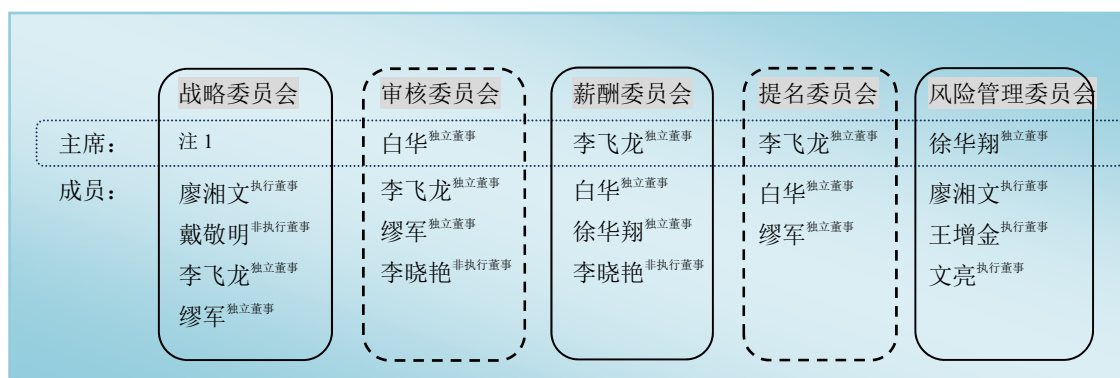 战略委员会 审核委员会 薪酬委员会 提名委员会 风险管理委员会
主席： 注 1 白华独立董事 李飞龙独立董事 李飞龙独立董事 徐华翔独立董事
成员： 廖湘文执行董事 李飞龙独立董事 白华独立董事 白华独立董事 廖湘文执行董事
戴敬明非执行董事 缪军独立董事 徐华翔独立董事 缪军独立董事 王增金执行董事
李飞龙独立董事 李晓艳非执行董事 李晓艳非执行董事 文亮执行董事
缪军独立董事